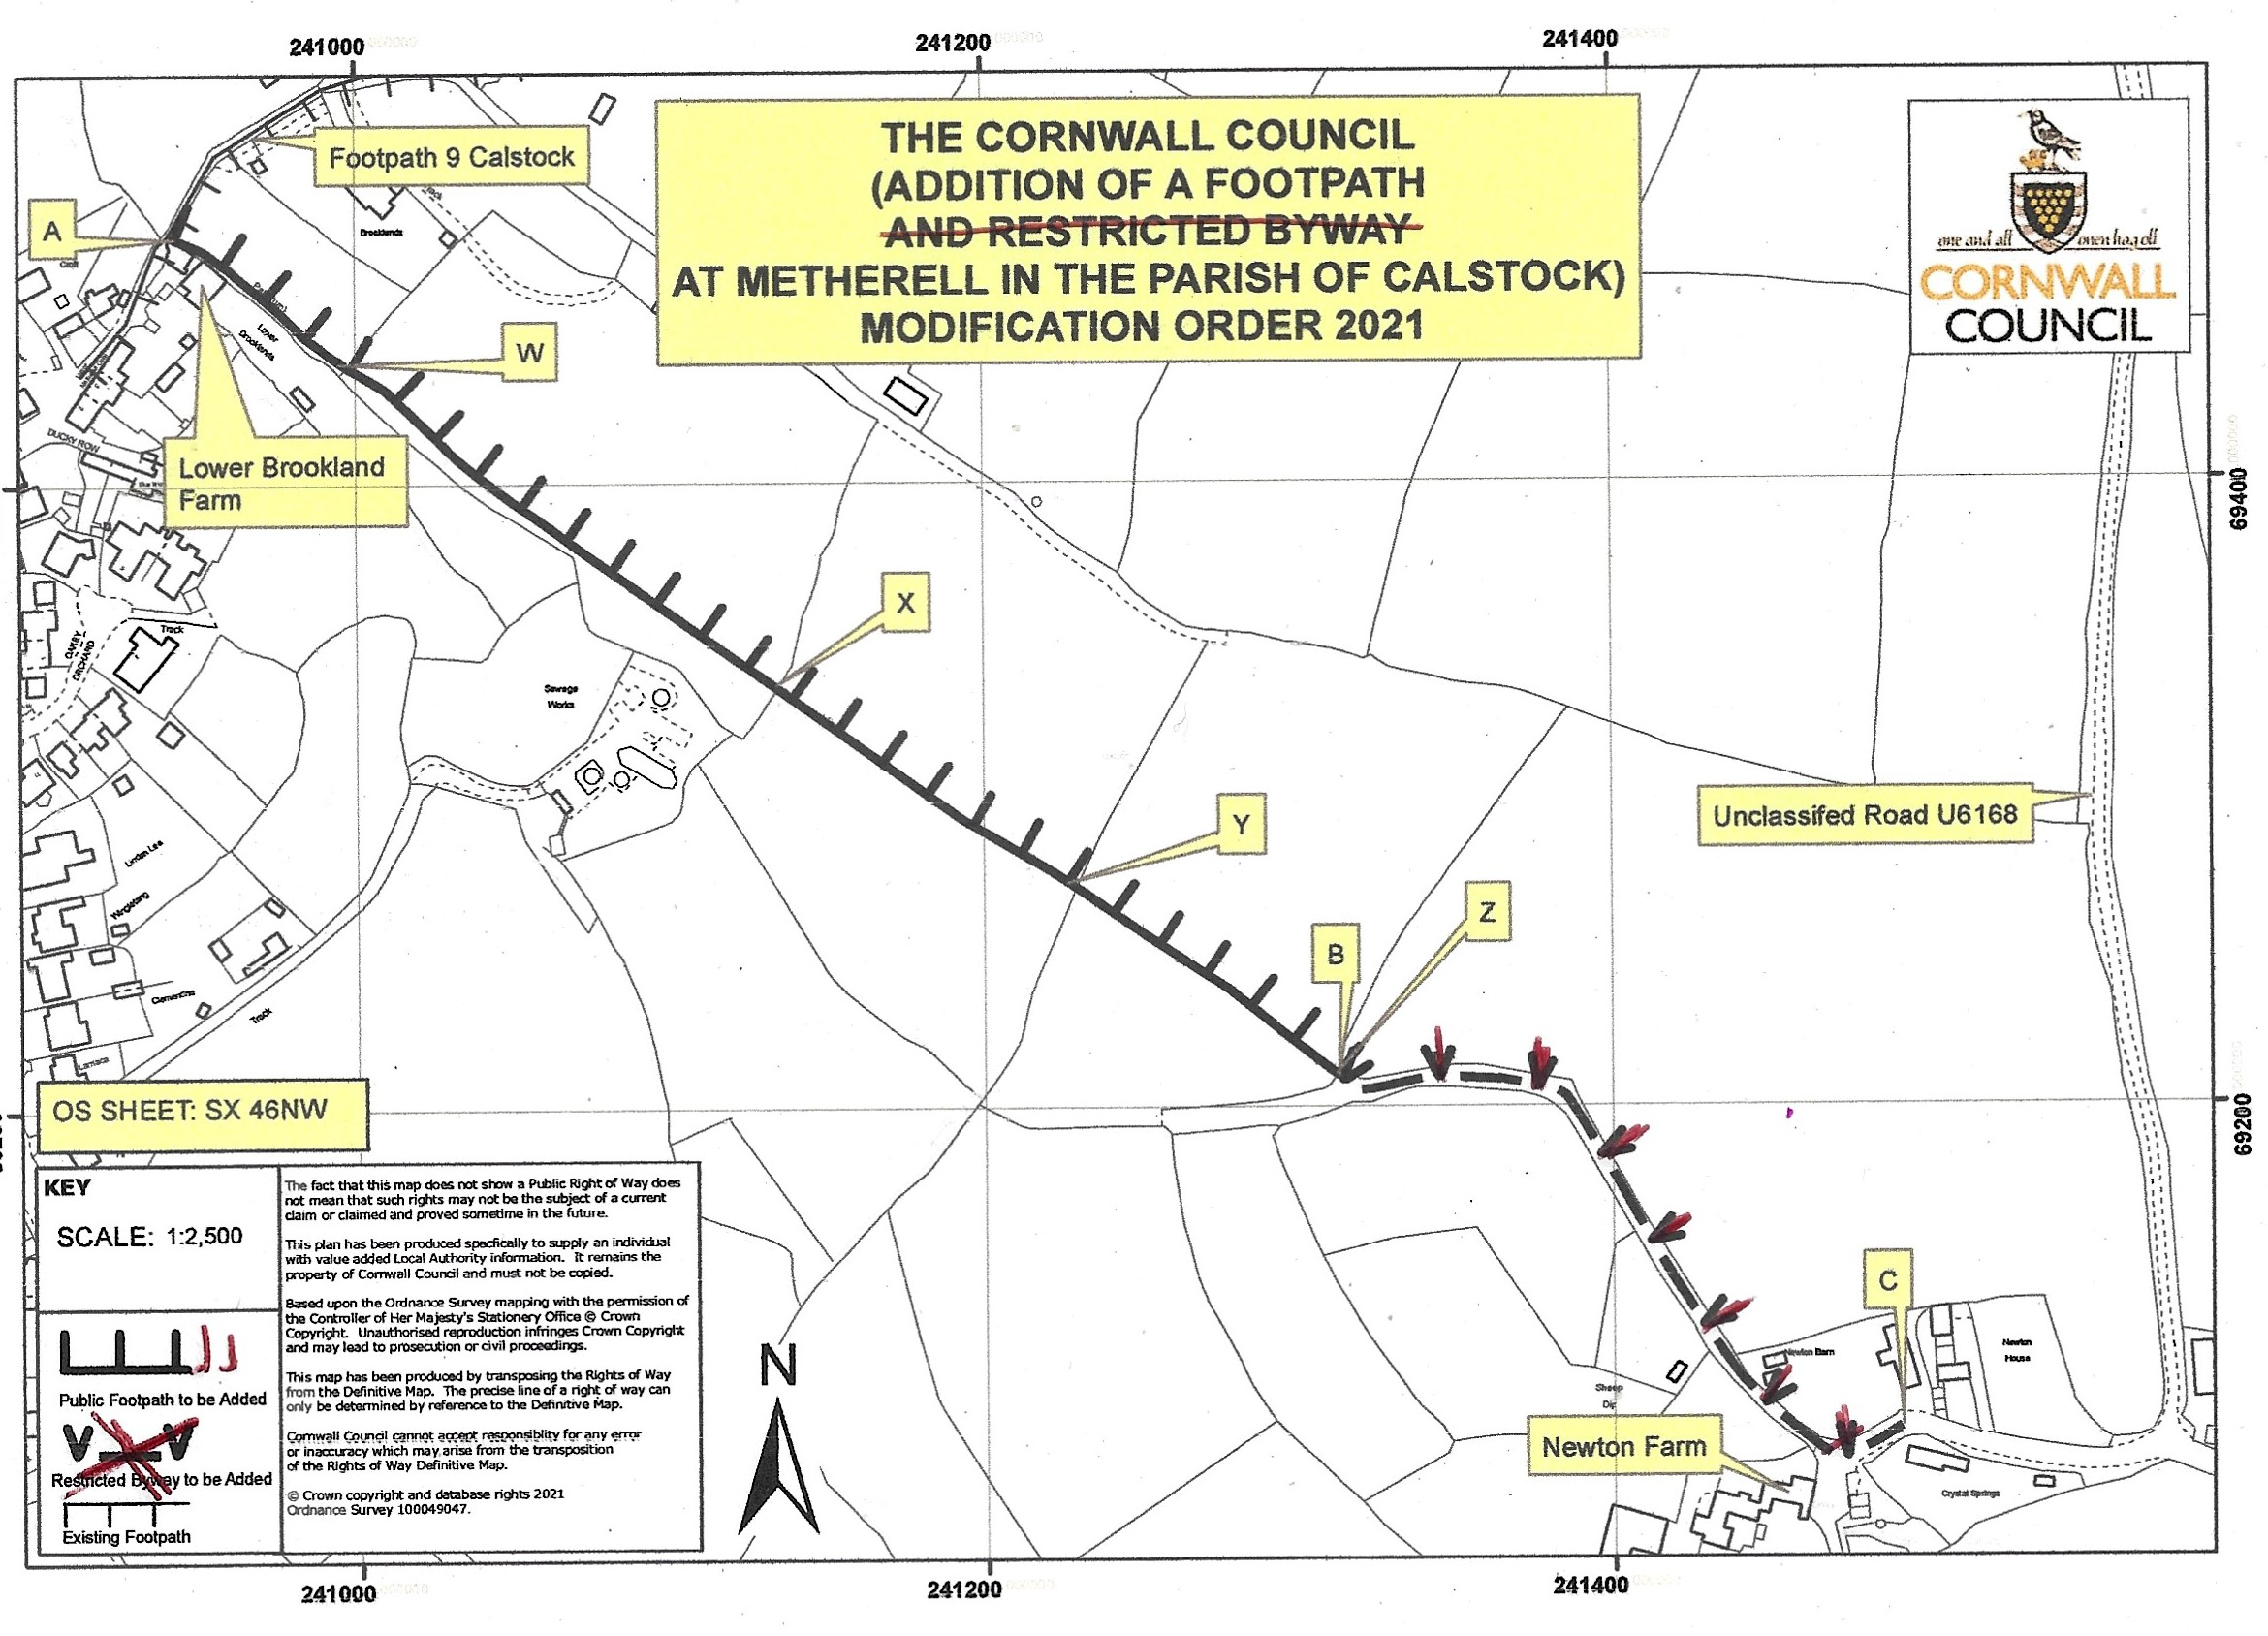 241000
241200
241400
THE CORNWALL COUNCIL
(ADDITION OF A FOOTPATH
AND RESTRICTED BYWAY
AT METHERELL IN THE PARISH OF CALSTOCK)
MODIFICATION ORDER 2021
one and all
onen hag oll
CORNWALL
COUNCIL
Footpath 9 Calstock
A
Brooklands
Lower
Brooklands
W
DUCKY ROW
Lower Brookland
Farm
69400
X
Track
OAKEY
ORCHARD
Sewage
Works
Unclassifed Road U6168
Y
Linden Lea
Z
B
Clementine
Track
OS SHEET: SX 46NW
69200
KEY
SCALE: 1:2,500
Public Footpath to be Added
Restricted Byway to be Added
Existing Footpath
The fact that this map does not show a Public Right of Way does
not mean that such rights may not be the subject of a current
claim or claimed and proved sometime in the future.
This plan has been produced specfically to supply an individual
with value added Local Authority information. It remains the
property of Cornwall Council and must not be copied.
Based upon the Ordnance Survey mapping with the permission of
the Controller of Her Majesty's Stationery Office © Crown
Copyright. Unauthorised reproduction infringes Crown Copyright
and may lead to prosecution or civil proceedings.
This map has been produced by transposing the Rights of Way
from the Definitive Map. The precise line of a right of way can
only be determined by reference to the Definitive Map.
Cornwall Council cannot accept responsiblity for any error
or inaccuracy which may arise from the transposition
of the Rights of Way Definitive Map.
© Crown copyright and database rights 2021
Ordnance Survey 100049047.
N
C
Newton Barn
Newton
House
Sheep
Dip
Newton Farm
Crystal Springs
241000
241200
241400